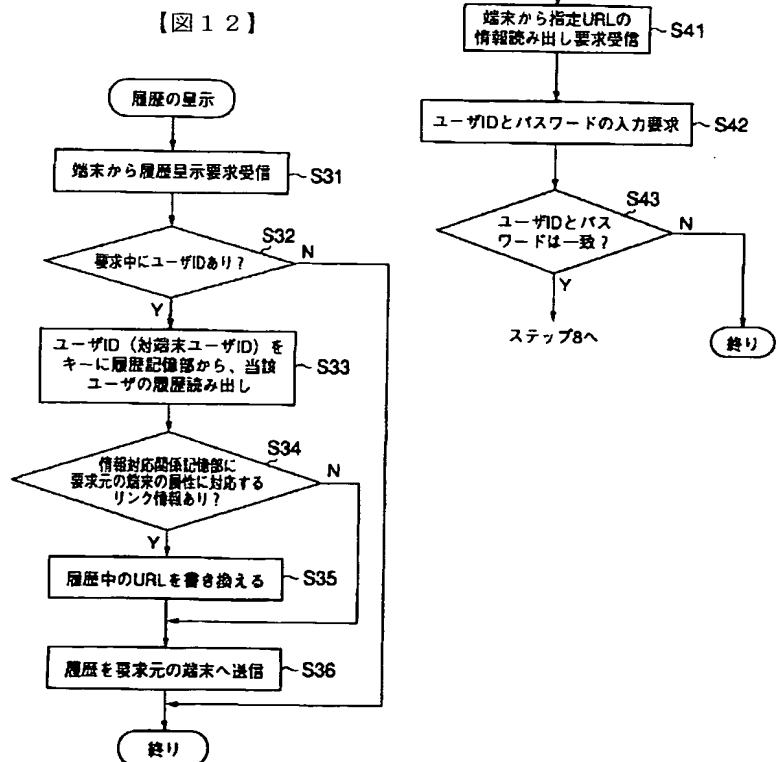 【図12】
履歴の呈示
端末から履歴呈示要求受信
S31
S32
要求中にユーザIDあり?
N
Y
ユーザID(対端末ユーザID)を
キーに履歴記憶部から、当該
ユーザの履歴読み出し
S33
S34
情報対応関係記憶部に
要求元の端末の属性に対応する
リンク情報あり?
N
Y
履歴中のURLを書き換える
S35
履歴を要求元の端末へ送信
S36
終り
端末から指定URLの
情報読み出し要求受信
S41
ユーザIDとパスワードの入力要求
S42
S43
ユーザIDとパス
ワードは一致?
N
Y
ステップ8へ
終り